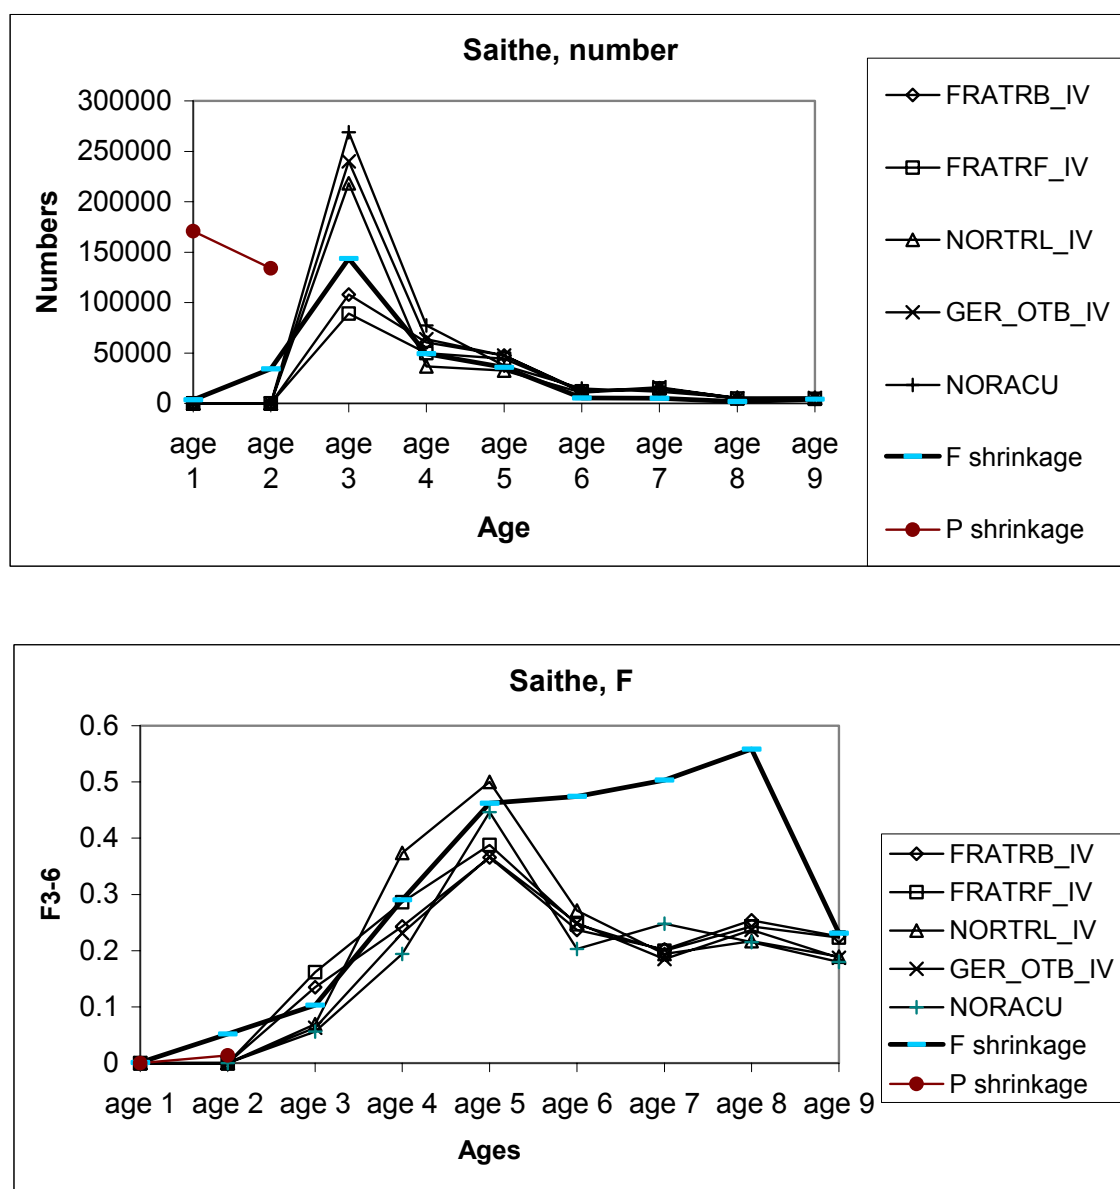 Saithe, number
300000
250000
200000
150000
100000
50000
0
Numbers
age 1
age 2
age 3
age 4
age 5
age 6
age 7
age 8
age 9
Age
FRATRB_IV
FRATRF_IV
NORTRL_IV
GER_OTB_IV
NORACU
F shrinkage
P shrinkage
Saithe, F
0.6
0.5
0.4
0.3
0.2
0.1
0
F3-6
age 1
age 2
age 3
age 4
age 5
age 6
age 7
age 8
age 9
Ages
FRATRB_IV
FRATRF_IV
NORTRL_IV
GER_OTB_IV
NORACU
F shrinkage
P shrinkage